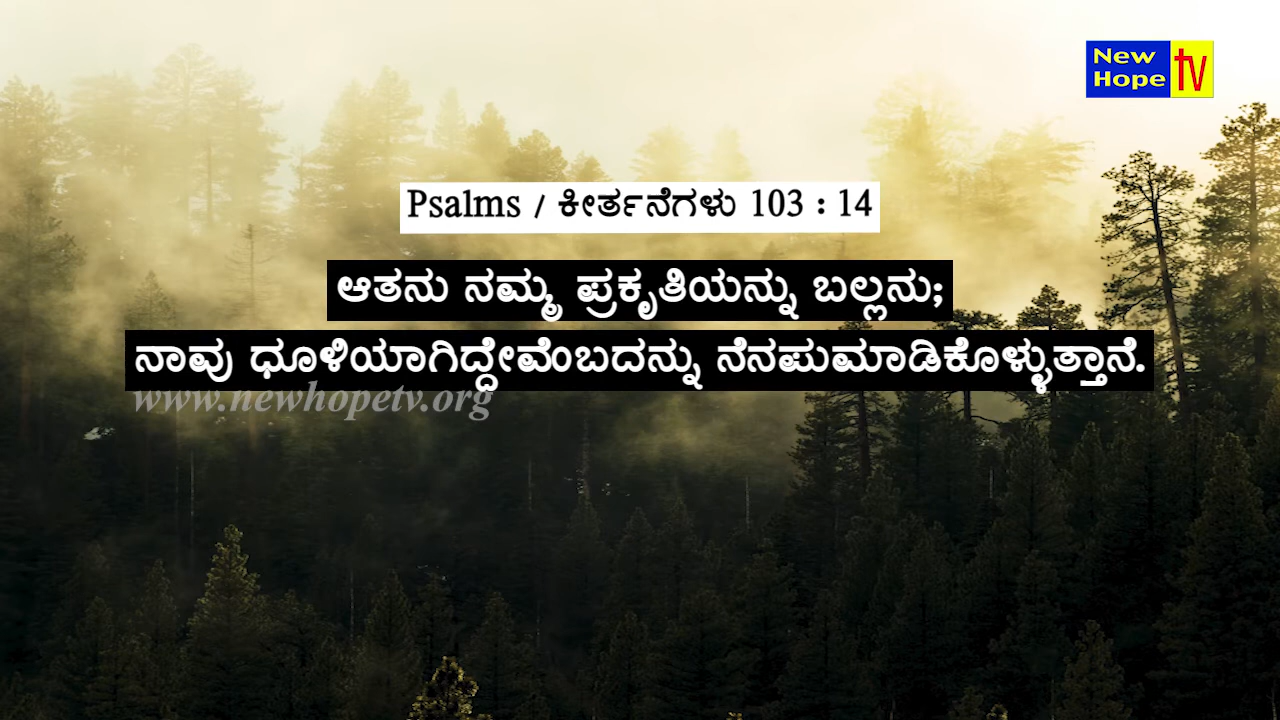 New
Hope tv
Psalms / ಕೀರ್ತನೆಗಳು 103 : 14
ಆತನು ನಮ್ಮ ಪ್ರಕೃತಿಯನ್ನು ಬಲ್ಲನು;
ನಾವು ಧೂಳಿಯಾಗಿದ್ದೇವೆಂಬದನ್ನು ನೆನಪುಮಾಡಿಕೊಳ್ಳುತ್ತಾನೆ.
www.newhopetv.org